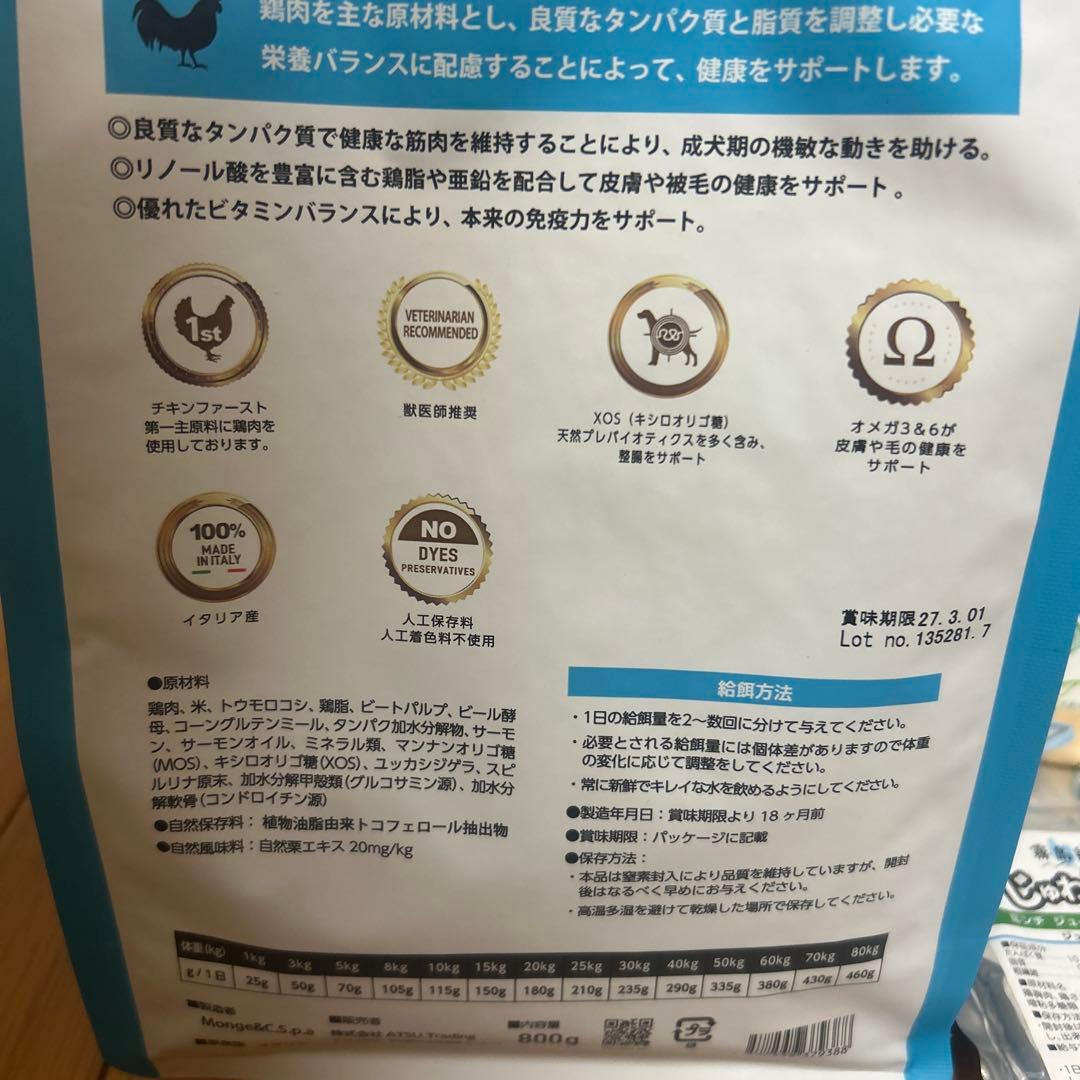 鶏肉を主な原材料とし、良質なタンパク質と脂質を調整し必要な
栄養バランスに配慮することによって、健康をサポートします。
◎良質なタンパク質で健康な筋肉を維持することにより、成犬期の機敏な動きを助ける。
◎リノール酸を豊富に含む鶏脂や亜鉛を配合して皮膚や被毛の健康をサポート。
◎優れたビタミンバランスにより、本来の免疫力をサポート。
1st
チキンファースト
第一主原料に鶏肉を
使用しております。
VETERINARIAN
RECOMMENDED
獣医師推奨
XOS（キシロオリゴ糖）
天然プレバイオティクスを多く含み、
整腸をサポート
Ω
オメガ3＆6が
皮膚や毛の健康を
サポート
100%
MADE
IN ITALY
イタリア産
NO
DYES
PRESERVATIVES
人工保存料
人工着色料不使用
賞味期限27. 3. 01
Lot no. 135281. 7
●原材料
鶏肉、米、トウモロコシ、鶏脂、ビートパルプ、ビール酵
母、コーングルテンミール、タンパク加水分解物、サーモ
ン、サーモンオイル、ミネラル類、マンナンオリゴ糖
(MOS)、キシロオリゴ糖(XOS)、ユッカシジゲラ、スピ
ルリナ原末、加水分解甲殻類(グルコサミン源)、加水分
解軟骨(コンドロイチン源)
●自然保存料：植物油脂由来トコフェロール抽出物
●自然風味料：自然栗エキス 20mg/kg
給餌方法
・1日の給餌量を2〜数回に分けて与えてください。
・必要とされる給餌量には個体差がありますので体重
の変化に応じて調整をしてください。
・常に新鮮でキレイな水を飲めるようにしてください。
●製造年月日：賞味期限より 18 ヶ月前
●賞味期限：パッケージに記載
●保存方法：
・本品は窒素封入により品質を維持していますが、開封
後はなるべく早めにお与えください。
・高温多湿を避けて乾燥した場所で保存してください。
体重(kg) 1kg 3kg 5kg 8kg 10kg 15kg 20kg 25kg 30kg 40kg 50kg 60kg 70kg 80kg
g/1日 25g 50g 70g 105g 115g 150g 180g 210g 235g 290g 335g 380g 430g 460g
■製造者
Monge&C.S.p.a
■販売者
株式会社 ATSU Trading
■内容量
800g
プラ
じゅわ
■原材料名
■保存方法